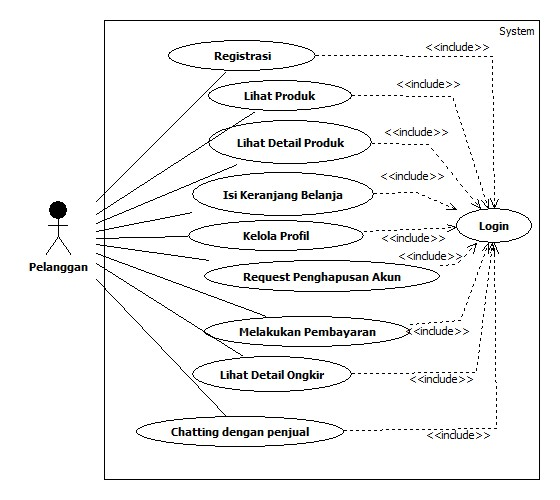 System
Registrasi
<<include>>
Lihat Produk
<<include>>
Lihat Detail Produk
<<include>>
Isi Keranjang Belanja
<<include>>
Login
Kelola Profil
<<include>>
Pelanggan
Request Penghapusan Akun
<<include>>
Melakukan Pembayaran
<<include>>
Lihat Detail Ongkir
<<include>>
Chatting dengan penjual
<<include>>